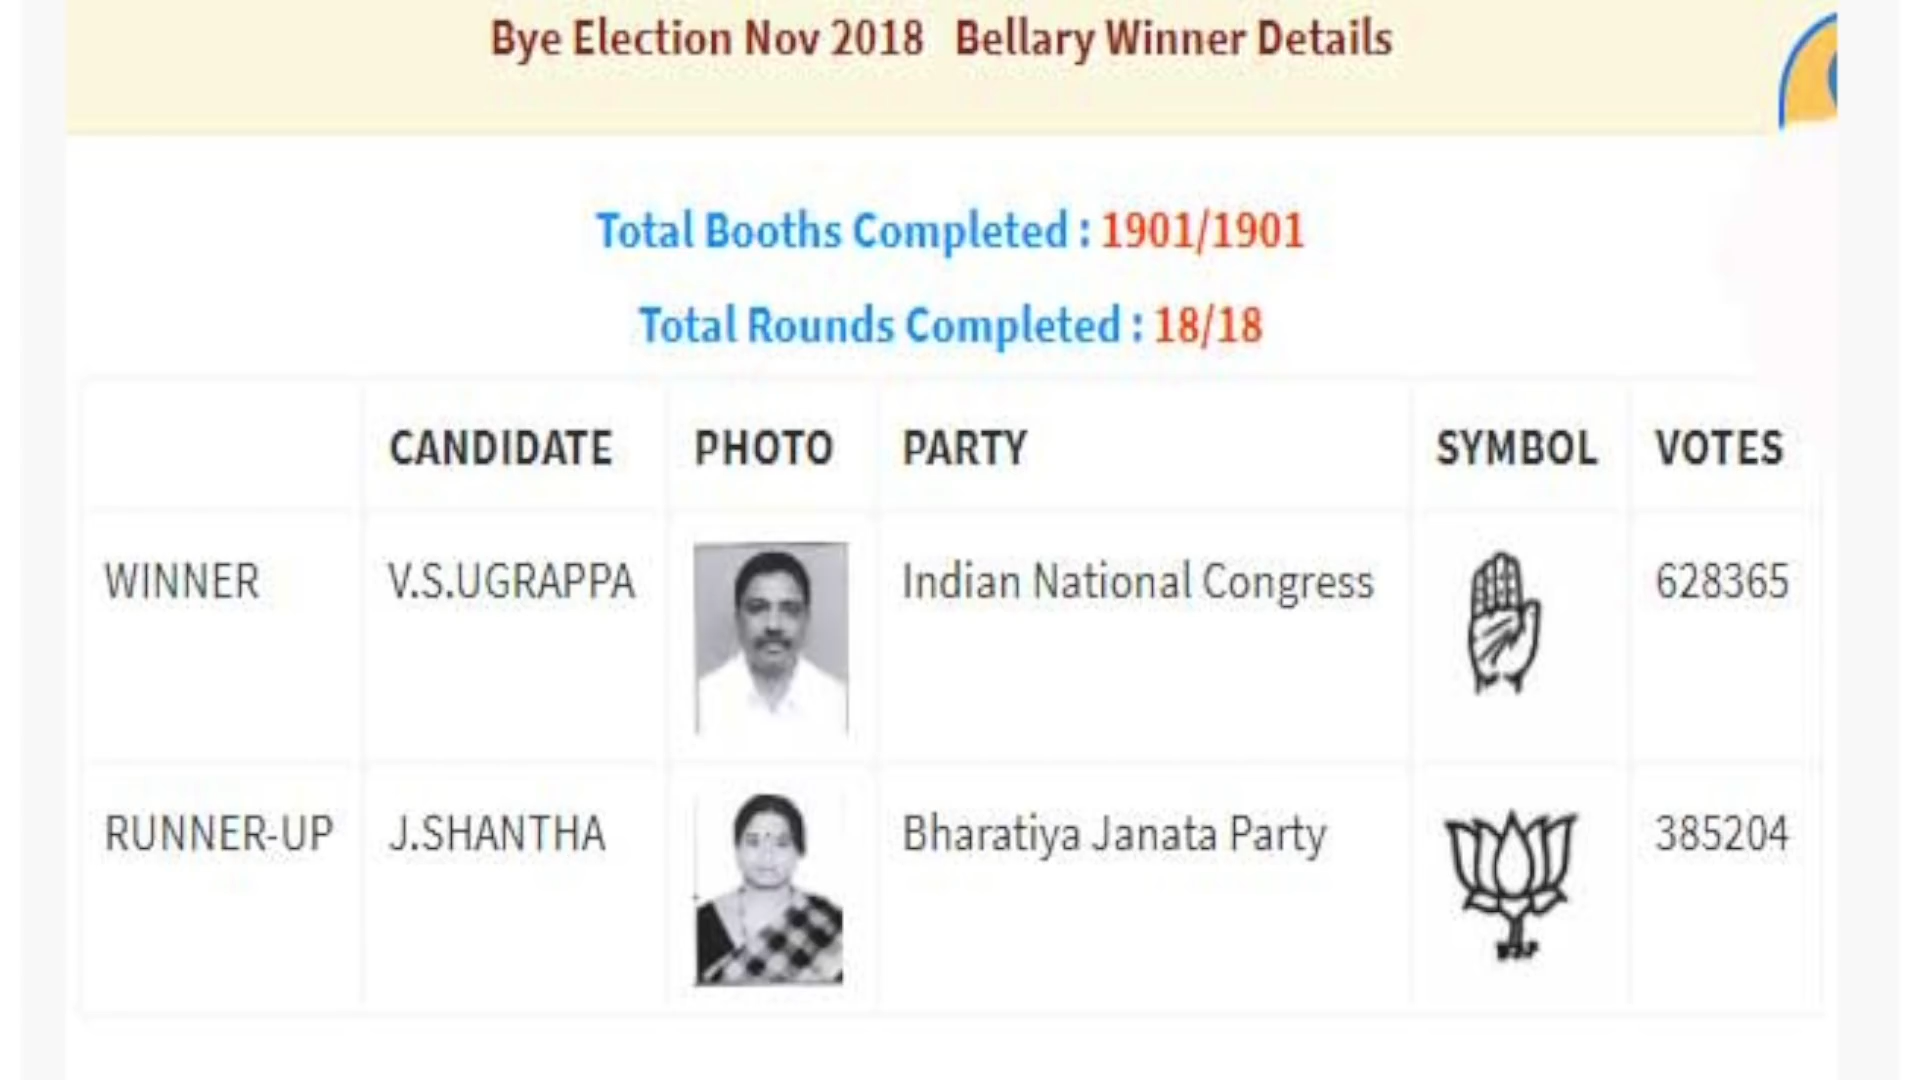 Bye Election Nov 2018 Bellary Winner Details
Total Booths Completed : 1901/1901
Total Rounds Completed : 18/18
CANDIDATE PHOTO PARTY SYMBOL VOTES
WINNER V.S.UGRAPPA Indian National Congress 628365
RUNNER-UP J.SHANTHA Bharatiya Janata Party 385204